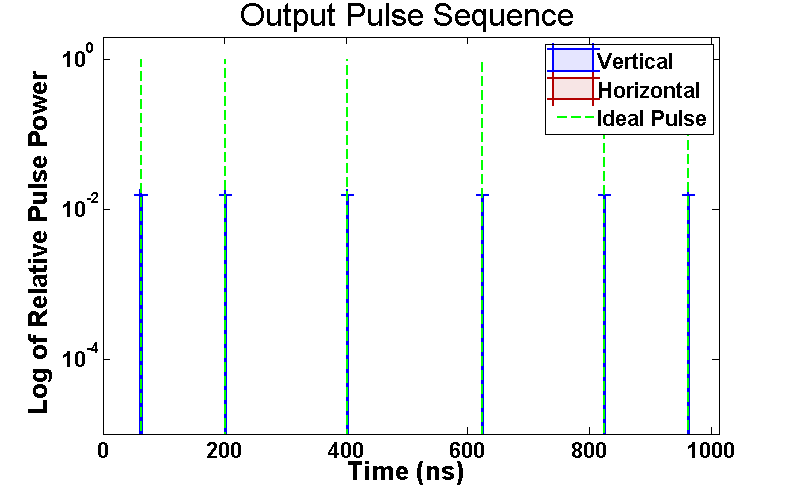 Output Pulse Sequence
Log of Relative Pulse Power
10^0
10^-2
10^-4
Vertical
Horizontal
Ideal Pulse
0 200 400 600 800 1000
Time (ns)